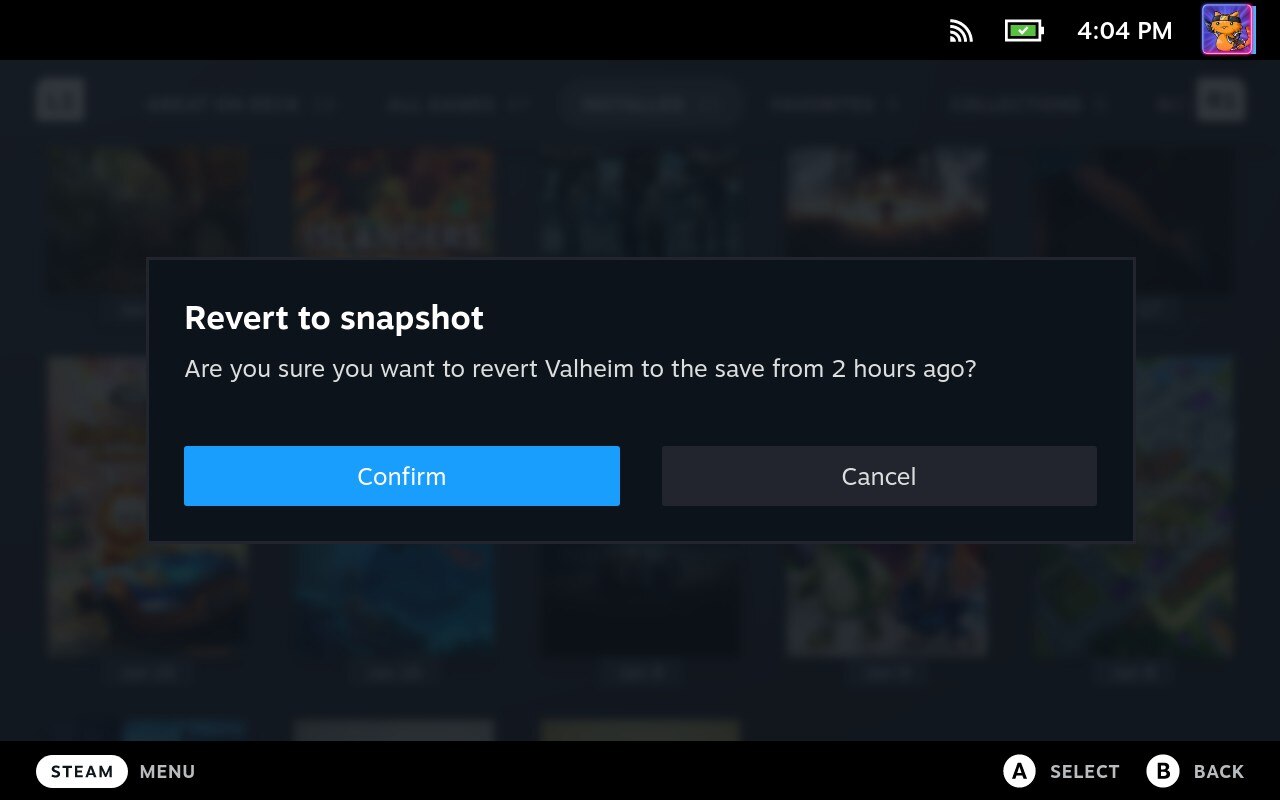 4:04 PM
ISLANDERS
Revert to snapshot
Are you sure you want to revert Valheim to the save from 2 hours ago?
Confirm
Cancel
STEAM MENU
A SELECT B BACK